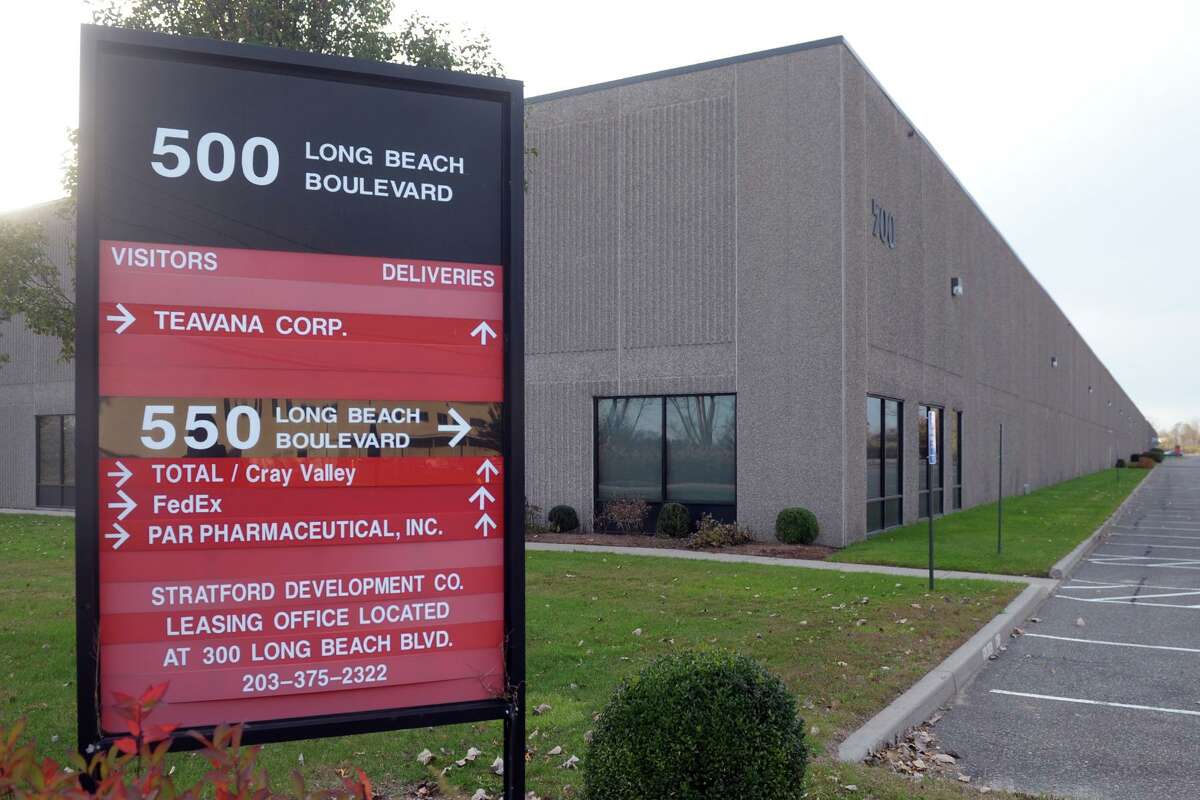 500 LONG BEACH
BOULEVARD
VISITORS DELIVERIES
→ TEAVANA CORP. ↑
550 LONG BEACH →
BOULEVARD
→ TOTAL / Cray Valley ↑
→ FedEx ↑
→ PAR PHARMACEUTICAL, INC. ↑
STRATFORD DEVELOPMENT CO.
LEASING OFFICE LOCATED
AT 300 LONG BEACH BLVD.
203–375–2322
500